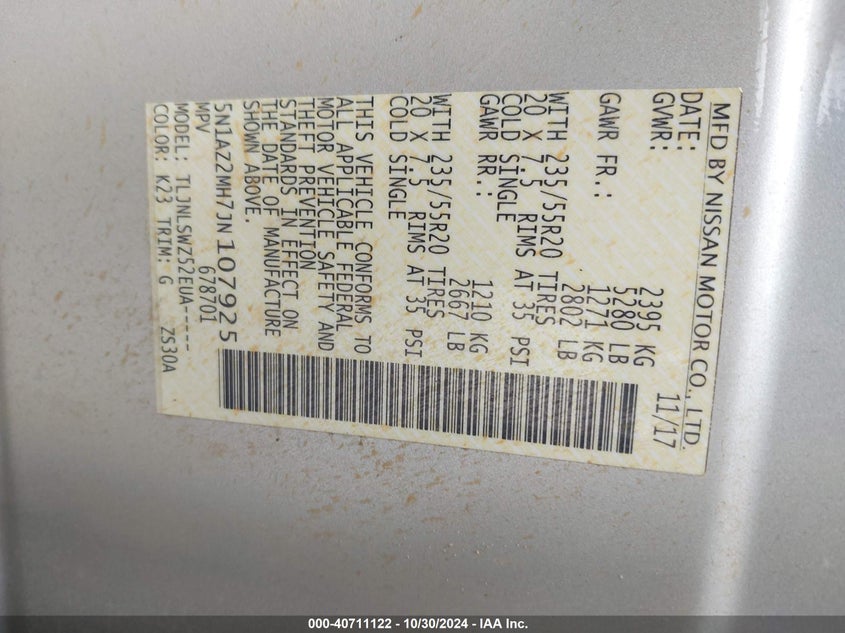 MFD BY NISSAN MOTOR CO., LTD.
DATE: 11/17
GVWR: 2395 KG
5280 LB
GAWR FR.: 1271 KG
2802 LB
WITH 235/55R20 TIRES
20 X 7.5 RIMS AT 35 PSI
COLD SINGLE
GAWR RR.: 1210 KG
2667 LB
WITH 235/55R20 TIRES
20 X 7.5 RIMS AT 35 PSI
COLD SINGLE
THIS VEHICLE CONFORMS TO
ALL APPLICABLE FEDERAL
MOTOR VEHICLE SAFETY AND
THEFT PREVENTION
STANDARDS IN EFFECT ON
THE DATE OF MANUFACTURE
SHOWN ABOVE.
5N1AZ2MH7JN107925
MPV 678701
MODEL: TLJNLSWZ52EUA-----
COLOR: K23 TRIM: G ZS30A
000-40711122 - 10/30/2024 - IAA Inc.